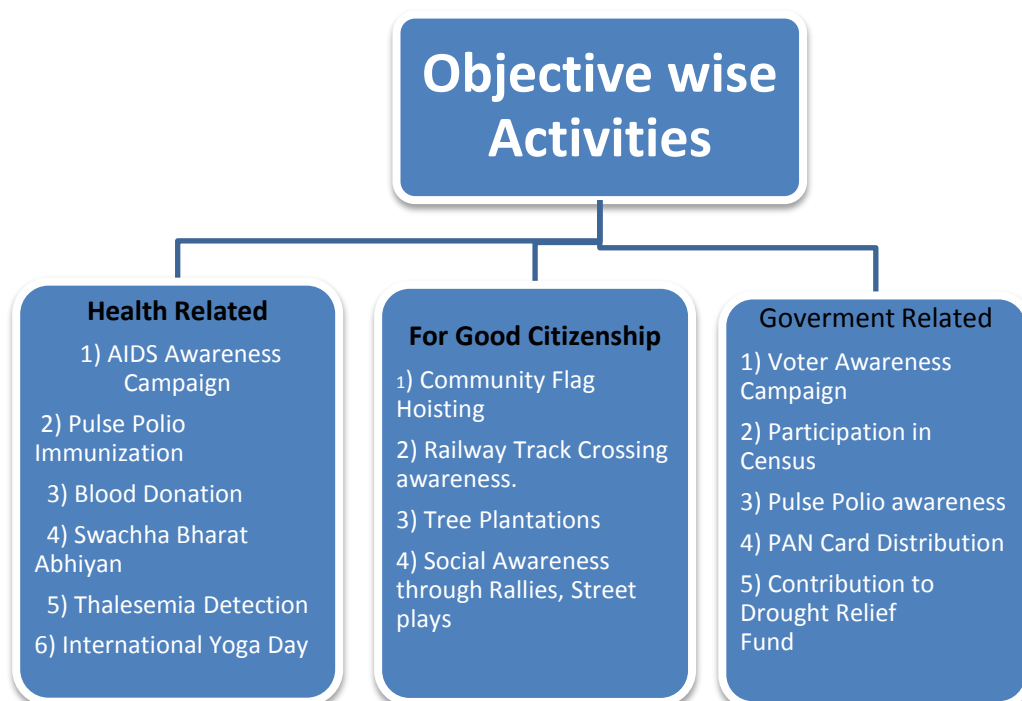 Objective wise
Activities
Health Related
1) AIDS Awareness
Campaign
2) Pulse Polio
Immunization
3) Blood Donation
4) Swachha Bharat
Abhiyan
5) Thalesemia Detection
6) International Yoga Day
For Good Citizenship
1) Community Flag
Hoisting
2) Railway Track Crossing
awareness.
3) Tree Plantations
4) Social Awareness
through Rallies, Street
plays
Goverment Related
1) Voter Awareness
Campaign
2) Participation in
Census
3) Pulse Polio awareness
4) PAN Card Distribution
5) Contribution to
Drought Relief
Fund